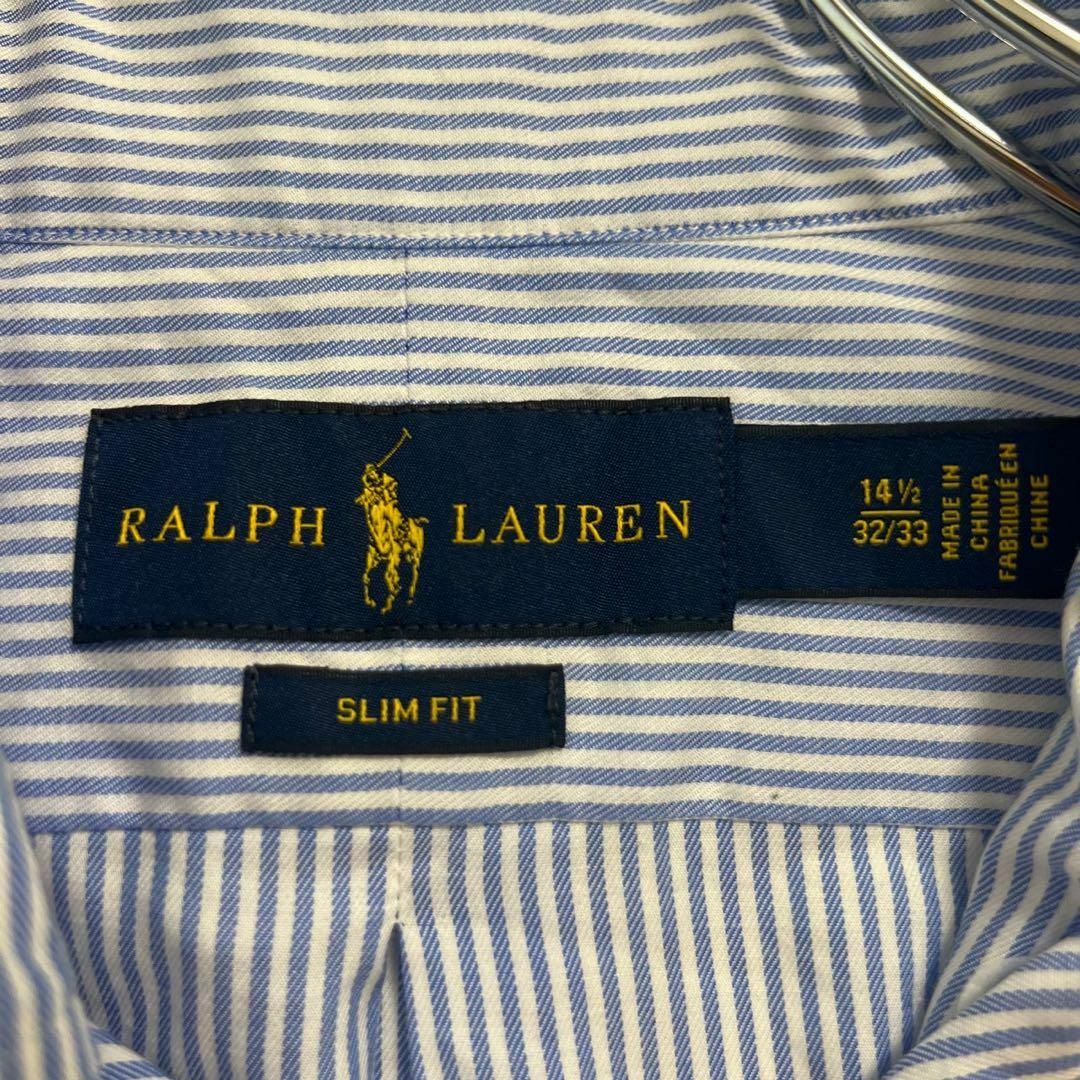 RALPH LAUREN
SLIM FIT
14½
32/33
MADE IN
CHINA
FABRIQUÉ EN
CHINE